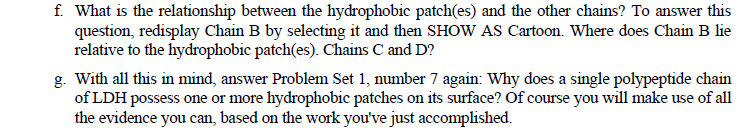 f. What is the relationship between the hydrophobic patch(es) and the other chains? To answer this
question, redisplay Chain B by selecting it and then SHOW AS Cartoon. Where does Chain B lie
relative to the hydrophobic patch(es). Chains C and D?
g. With all this in mind, answer Problem Set 1, number 7 again: Why does a single polypeptide chain
of LDH possess one or more hydrophobic patches on its surface? Of course you will make use of all
the evidence you can, based on the work you've just accomplished.